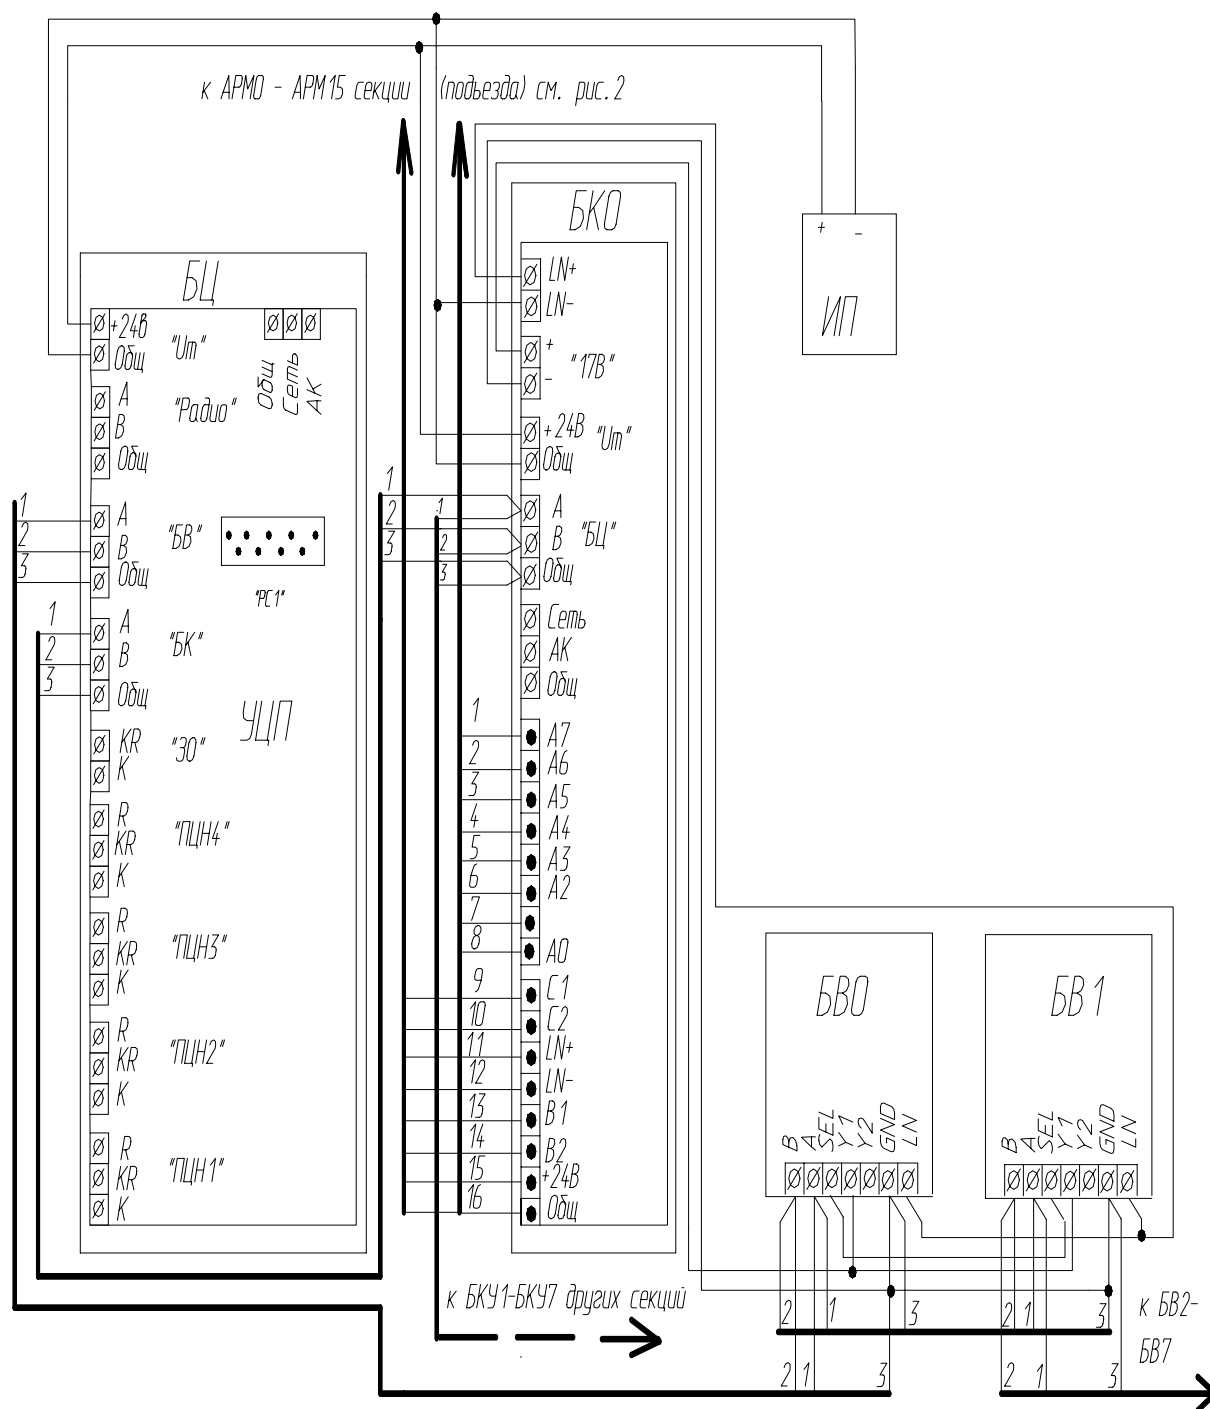 к АРМ0 - АРМ15 секции (подьезда) см. рис.2
БЦ
+24в
Общ
"Uт"
Общ
Сеть
АК
А
В
Общ
"Радио"
1
2
3
А
В
Общ
"БВ"
"РС1"
1
2
3
А
В
Общ
"БК"
УЦП
KR
K
"ЗО"
R
KR
K
"ПЦН4"
R
KR
K
"ПЦН3"
R
KR
K
"ПЦН2"
R
KR
K
"ПЦН1"
БКО
LN+
LN-
+
-
"17В"
+24В
Общ
"Uт"
1
2
3
1
2
3
А
В
Общ
"БЦ"
Сеть
АК
Общ
1 А7
2 А6
3 А5
4 А4
5 А3
6 А2
7
8 А0
9 С1
10 С2
11 LN+
12 LN-
13 В1
14 В2
15 +24В
16 Общ
+ -
ИП
БВ0
B
A
SEL
Y1
Y2
GND
LN
БВ1
B
A
SEL
Y1
Y2
GND
LN
к БКУ1-БКУ7 других секций
2 1 3
2 1 3
2 1 3
2 1 3
к БВ2-
БВ7